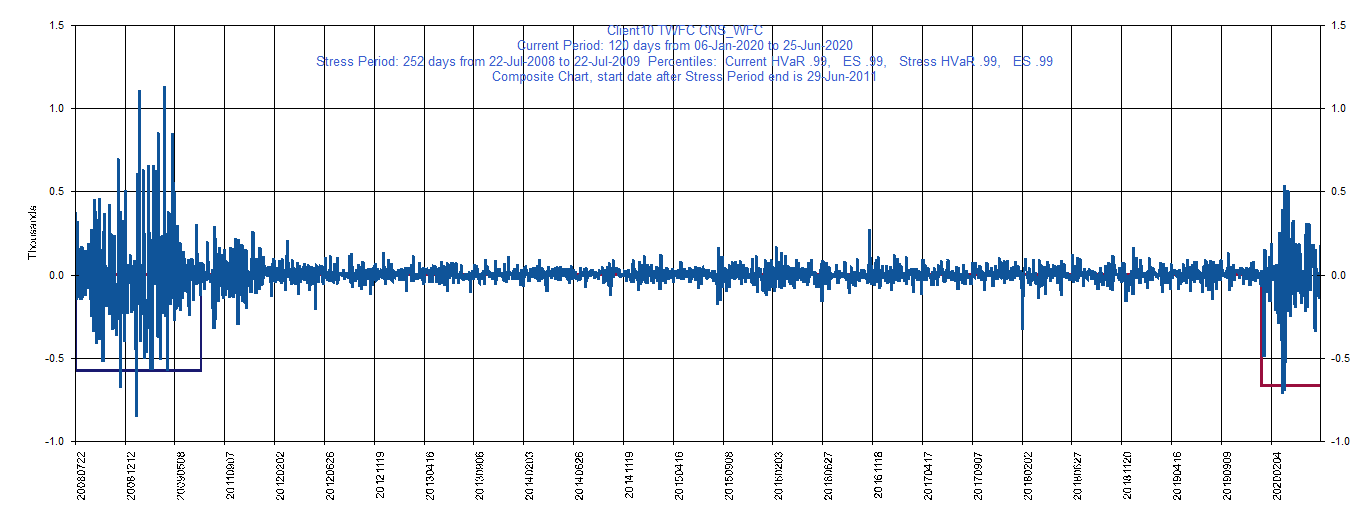 Client10 TWFC CNS_WFC
Current Period: 120 days from 06-Jan-2020 to 25-Jun-2020
Stress Period: 252 days from 22-Jul-2008 to 22-Jul-2009 Percentiles: Current HVaR .99, ES .99, Stress HVaR .99, ES .99
Composite Chart, start date after Stress Period end is 29-Jun-2011
1.5 1.5
1.0 1.0
0.5 0.5
Thousands
0.0 0.0
-0.5 -0.5
-1.0 -1.0
20080722 20081212 20090508 20110907 20120202 20120626 20121119 20130416 20130906 20140203 20140626 20141119 20150416 20150908 20160203 20160627 20161118 20170417 20170907 20180202 20180627 20181120 20190416 20190909 20200204